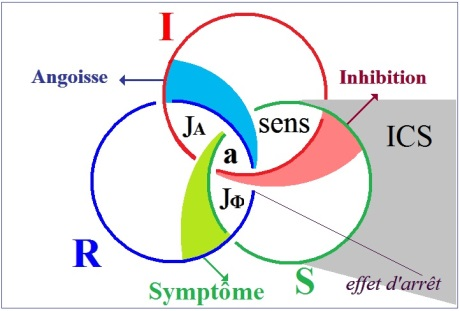 I
Angoisse
Inhibition
JA
sens
ICS
a
JΦ
R
S
Symptôme
effet d'arrêt